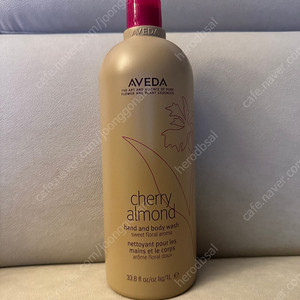 AVEDA
THE ART AND SCIENCE OF PURE
FLOWER AND PLANT ESSENCES
cherry
almond
hand and body wash
sweet floral aroma
nettoyant pour les
mains et le corps
arôme floral doux
33.8 fl oz/oz liq/1L e
cafe.naver.com/jonggonara
herodbsal